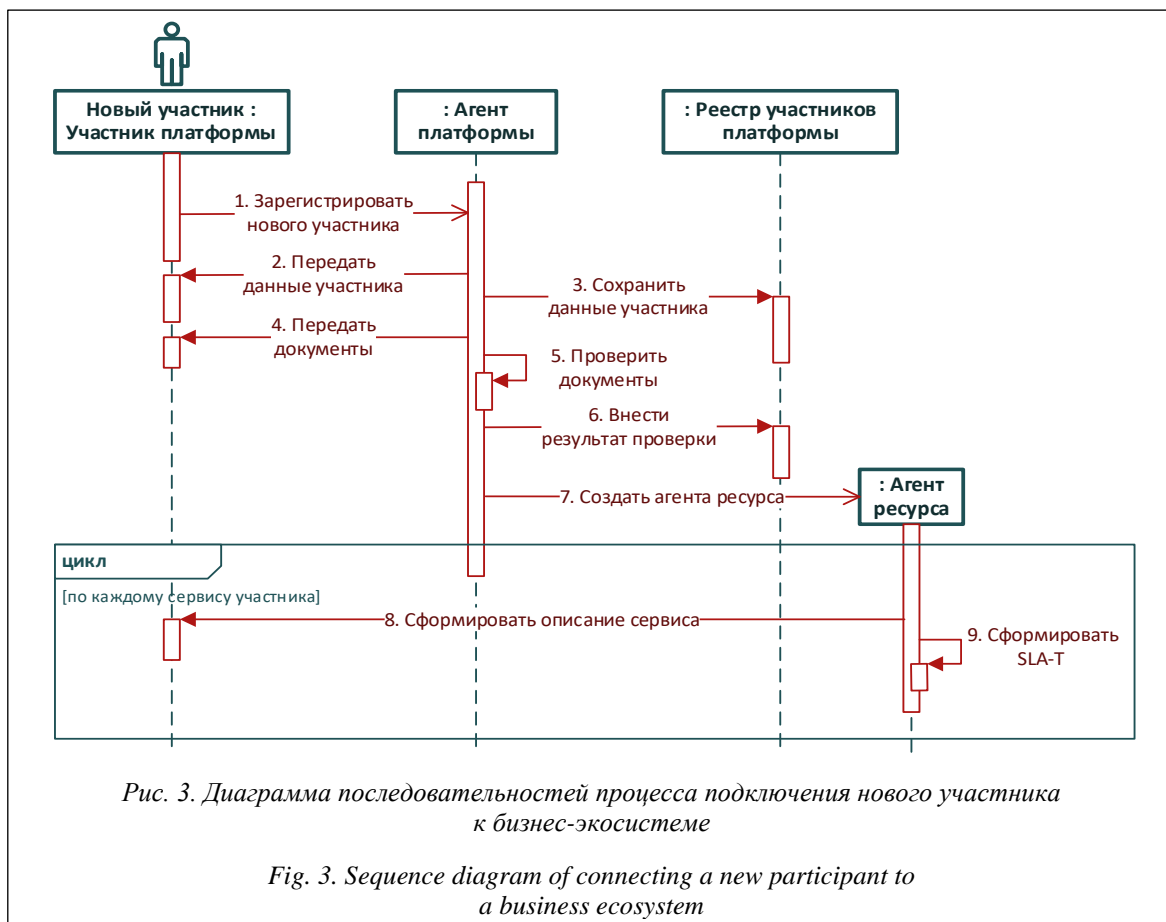 Новый участник :
Участник платформы
: Агент
платформы
: Реестр участников
платформы
1. Зарегистрировать
нового участника
2. Передать
данные участника
3. Сохранить
данные участника
4. Передать
документы
5. Проверить
документы
6. Внести
результат проверки
7. Создать агента ресурса
: Агент
ресурса
цикл
[по каждому сервису участника]
8. Сформировать описание сервиса
9. Сформировать
SLA-T
Рис. 3. Диаграмма последовательностей процесса подключения нового участника
к бизнес-экосистеме
Fig. 3. Sequence diagram of connecting a new participant to
a business ecosystem